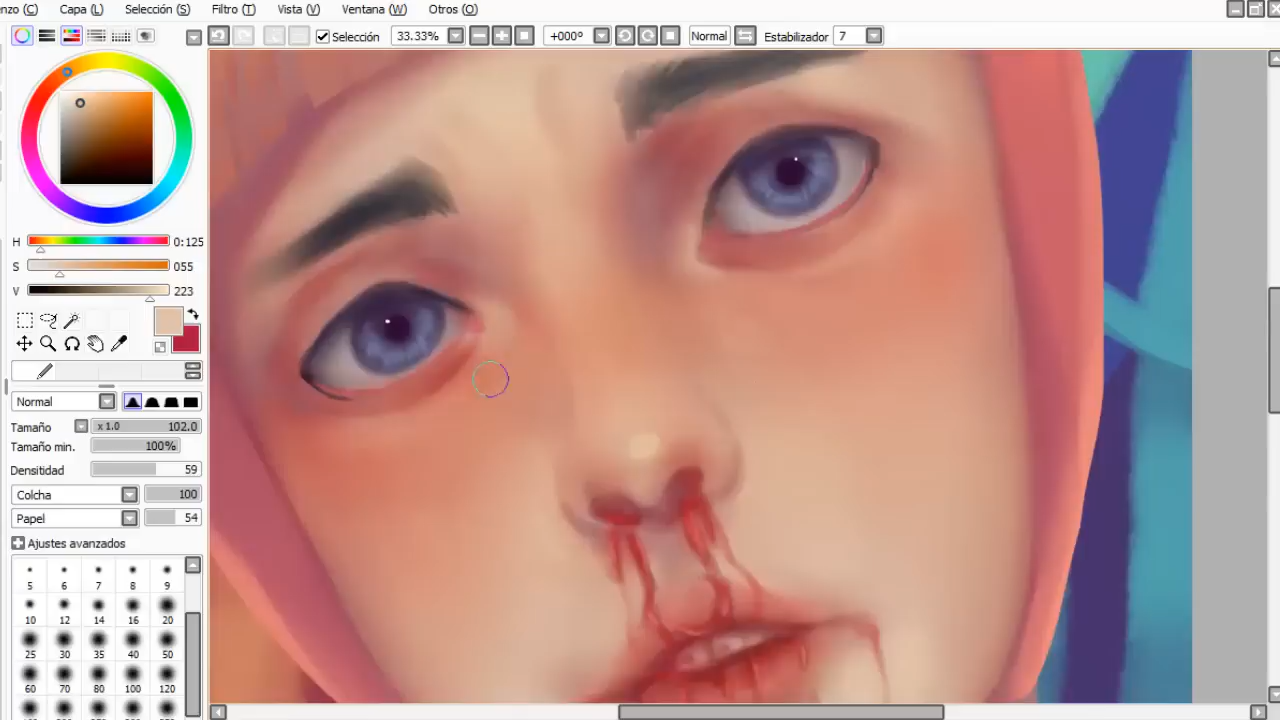 nzo (C) Capa (L) Selección (S) Filtro (T) Vista (V) Ventana (W) Otros (O)
Selección 33.33% +000º Normal Estabilizador 7
H 0:125
S 055
V 223
Normal
Tamaño x 1.0 102.0
Tamaño min. 100%
Densitidad 59
Colcha 100
Papel 54
Ajustes avanzados
5 6 7 8 9
10 12 14 16 20
25 30 35 40 50
60 70 80 100 120